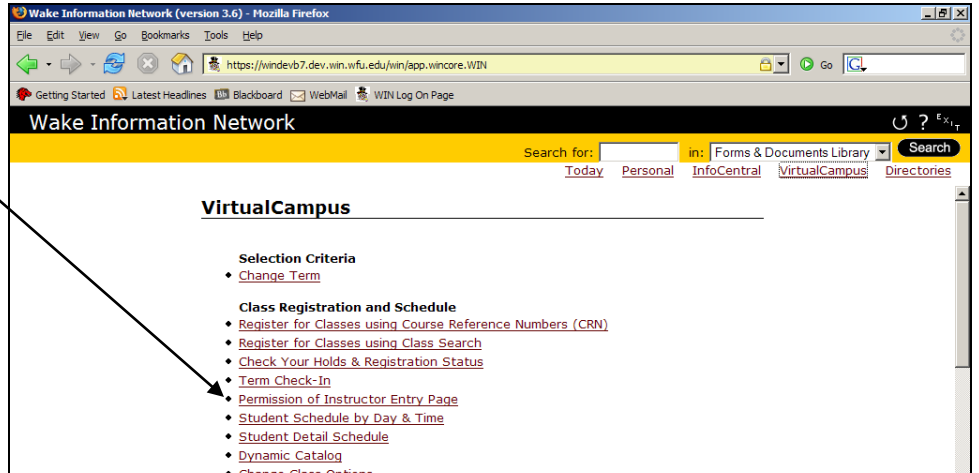 Wake Information Network (version 3.6) - Mozilla Firefox
File Edit View Go Bookmarks Tools Help
https://windevb7.dev.win.wfu.edu/win/app.wincore.WIN Go G
Getting Started Latest Headlines Blackboard WebMail WIN Log On Page
Wake Information Network ? EXIT
Search for: in: Forms & Documents Library Search
Today Personal InfoCentral VirtualCampus Directories
VirtualCampus
Selection Criteria
Change Term
Class Registration and Schedule
Register for Classes using Course Reference Numbers (CRN)
Register for Classes using Class Search
Check Your Holds & Registration Status
Term Check-In
Permission of Instructor Entry Page
Student Schedule by Day & Time
Student Detail Schedule
Dynamic Catalog
Change Class Options